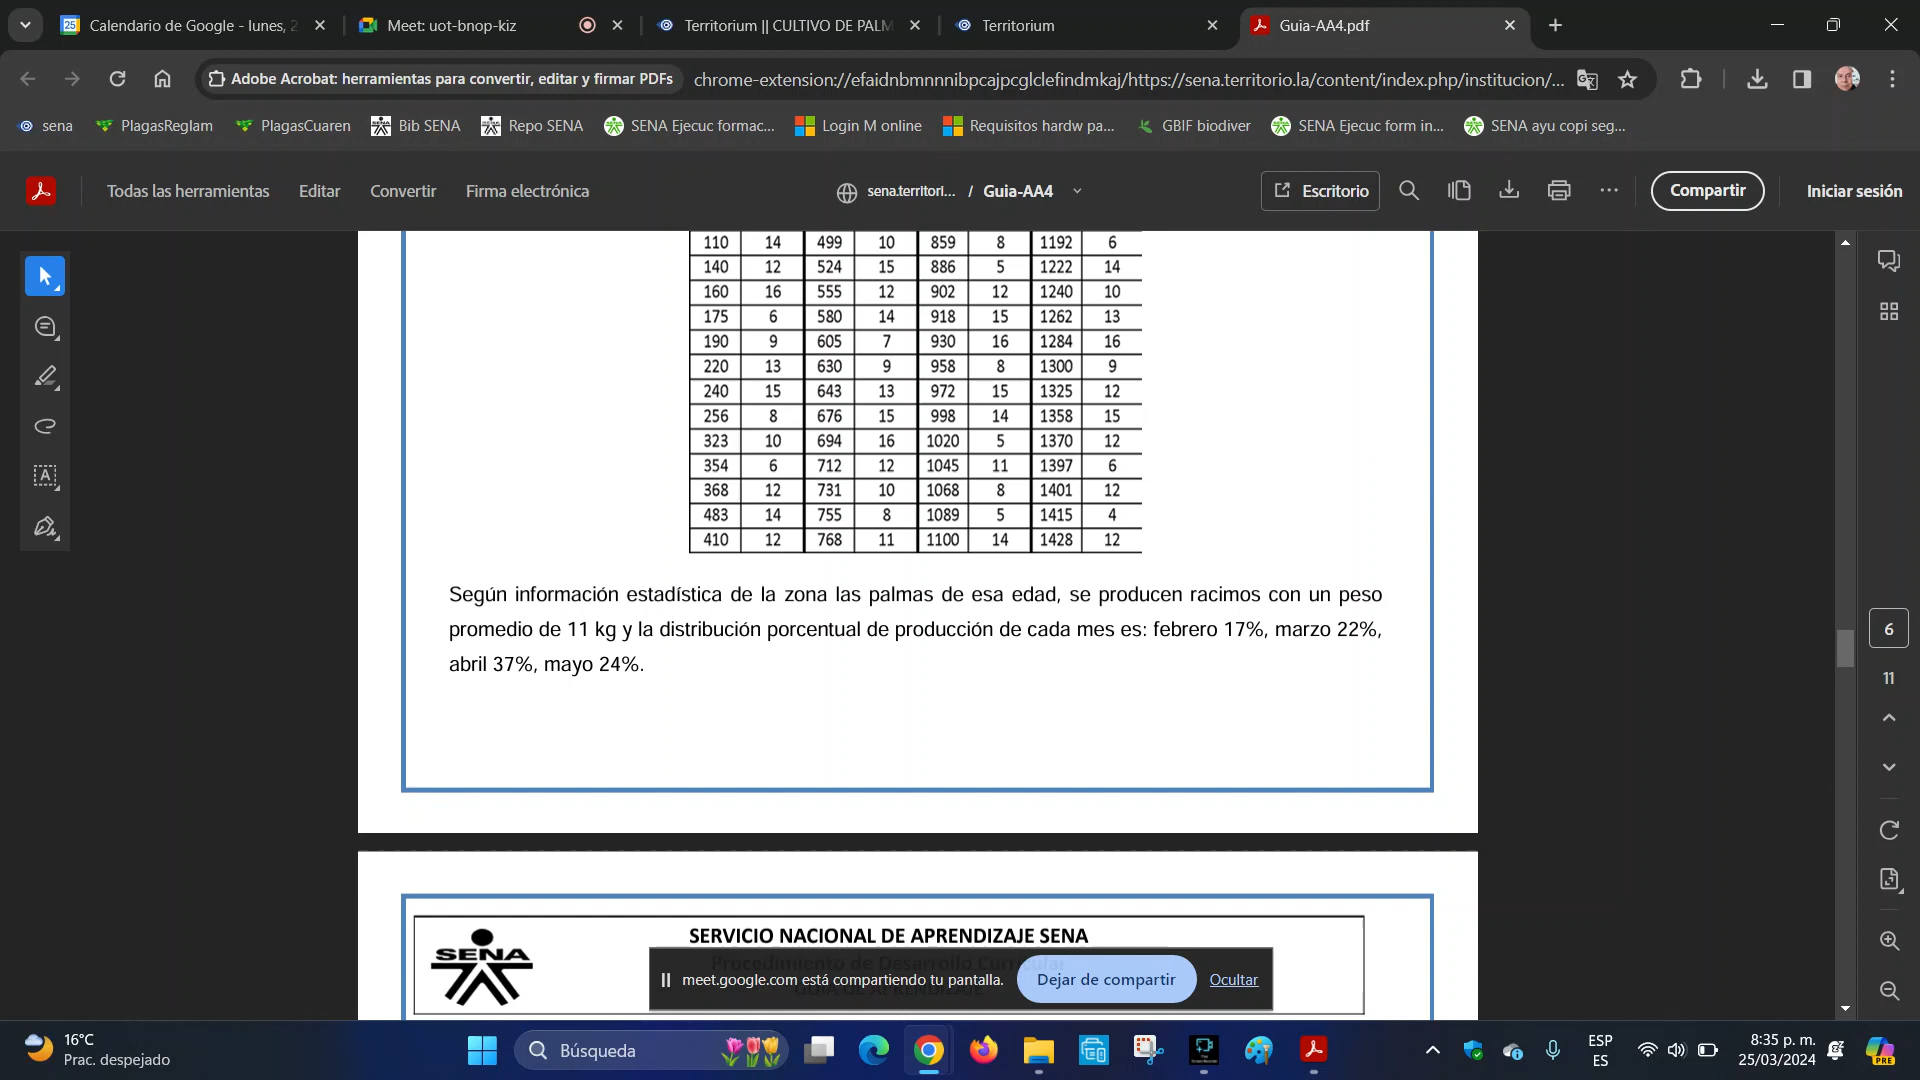 Calendario de Google - lunes, 2
Meet: uot-bnop-kiz
Territorium || CULTIVO DE PALM
Territorium
Guia-AA4.pdf
Adobe Acrobat: herramientas para convertir, editar y firmar PDFs
chrome-extension://efaidnbmnnnibpcajpcglclefindmkaj/https://sena.territorio.la/content/index.php/institucion/...
sena
PlagasReglam
PlagasCuaren
Bib SENA
Repo SENA
SENA Ejecuc formac...
Login M online
Requisitos hardw pa...
GBIF biodiver
SENA Ejecuc form in...
SENA ayu copi seg...
Todas las herramientas
Editar
Convertir
Firma electrónica
sena.territori... / Guia-AA4
Escritorio
Compartir
Iniciar sesión
110 14 499 10 859 8 1192 6
140 12 524 15 886 5 1222 14
160 16 555 12 902 12 1240 10
175 6 580 14 918 15 1262 13
190 9 605 7 930 16 1284 16
220 13 630 9 958 8 1300 9
240 15 643 13 972 15 1325 12
256 8 676 15 998 14 1358 15
323 10 694 16 1020 5 1370 12
354 6 712 12 1045 11 1397 6
368 12 731 10 1068 8 1401 12
483 14 755 8 1089 5 1415 4
410 12 768 11 1100 14 1428 12
Según información estadística de la zona las palmas de esa edad, se producen racimos con un peso
promedio de 11 kg y la distribución porcentual de producción de cada mes es: febrero 17%, marzo 22%,
abril 37%, mayo 24%.
6
11
SENA
SERVICIO NACIONAL DE APRENDIZAJE SENA
Procedimiento de Desarrollo Curricular
meet.google.com está compartiendo tu pantalla.
Dejar de compartir
Ocultar
16°C
Prac. despejado
Búsqueda
ESP
ES
8:35 p. m.
25/03/2024
PRE